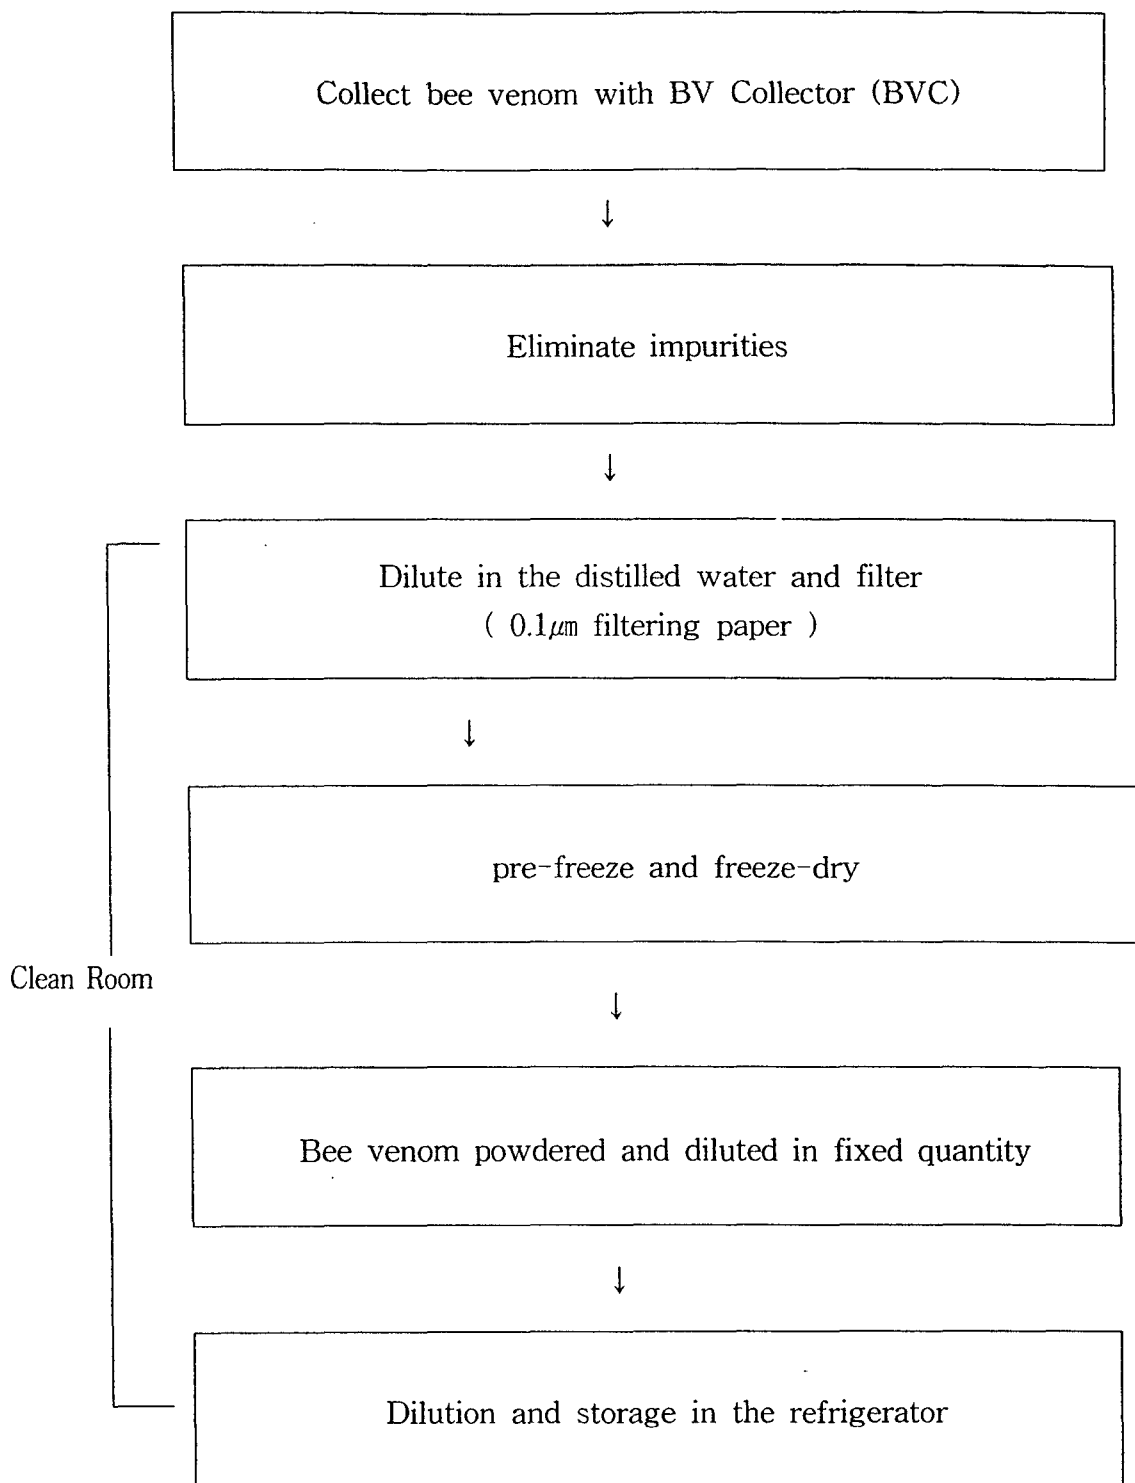 Collect bee venom with BV Collector (BVC)
↓
Eliminate impurities
↓
Dilute in the distilled water and filter
( 0.1㎛ filtering paper )
↓
pre-freeze and freeze-dry
Clean Room
↓
Bee venom powdered and diluted in fixed quantity
↓
Dilution and storage in the refrigerator